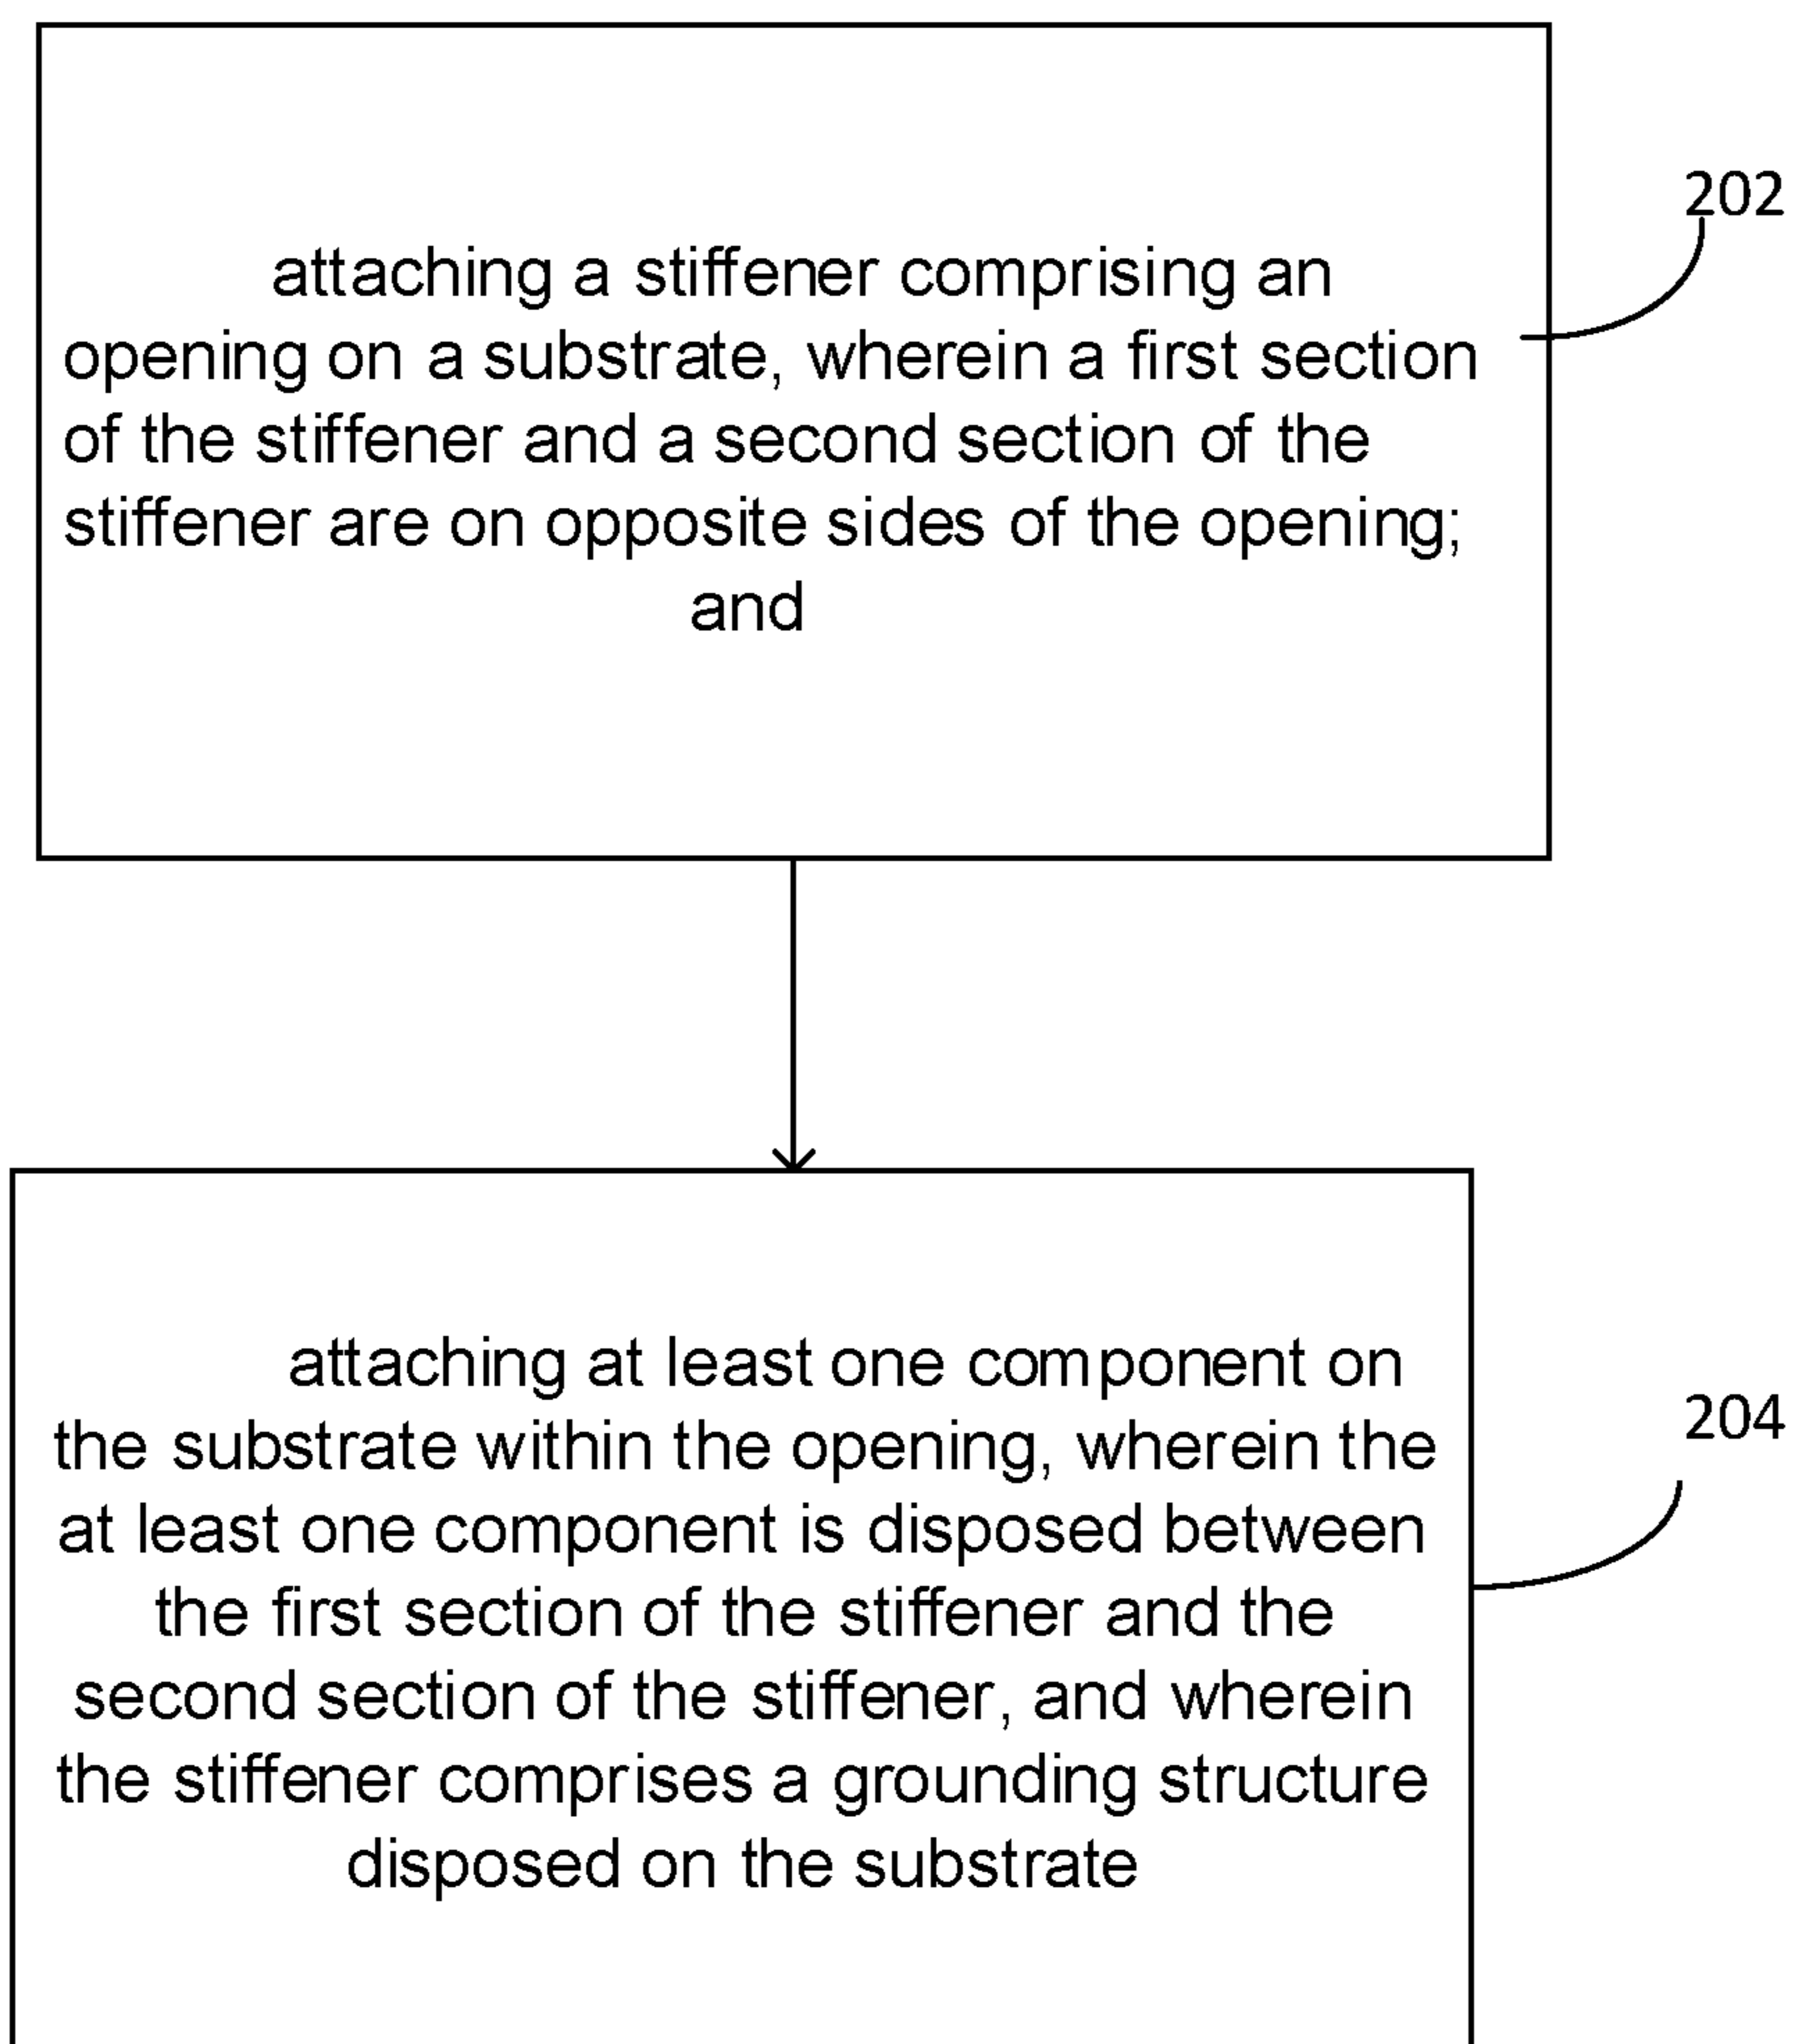 attaching a stiffener comprising an
opening on a substrate, wherein a first section
of the stiffener and a second section of the
stiffener are on opposite sides of the opening;
and
202
attaching at least one component on
the substrate within the opening, wherein the
at least one component is disposed between
the first section of the stiffener and the
second section of the stiffener, and wherein
the stiffener comprises a grounding structure
disposed on the substrate
204